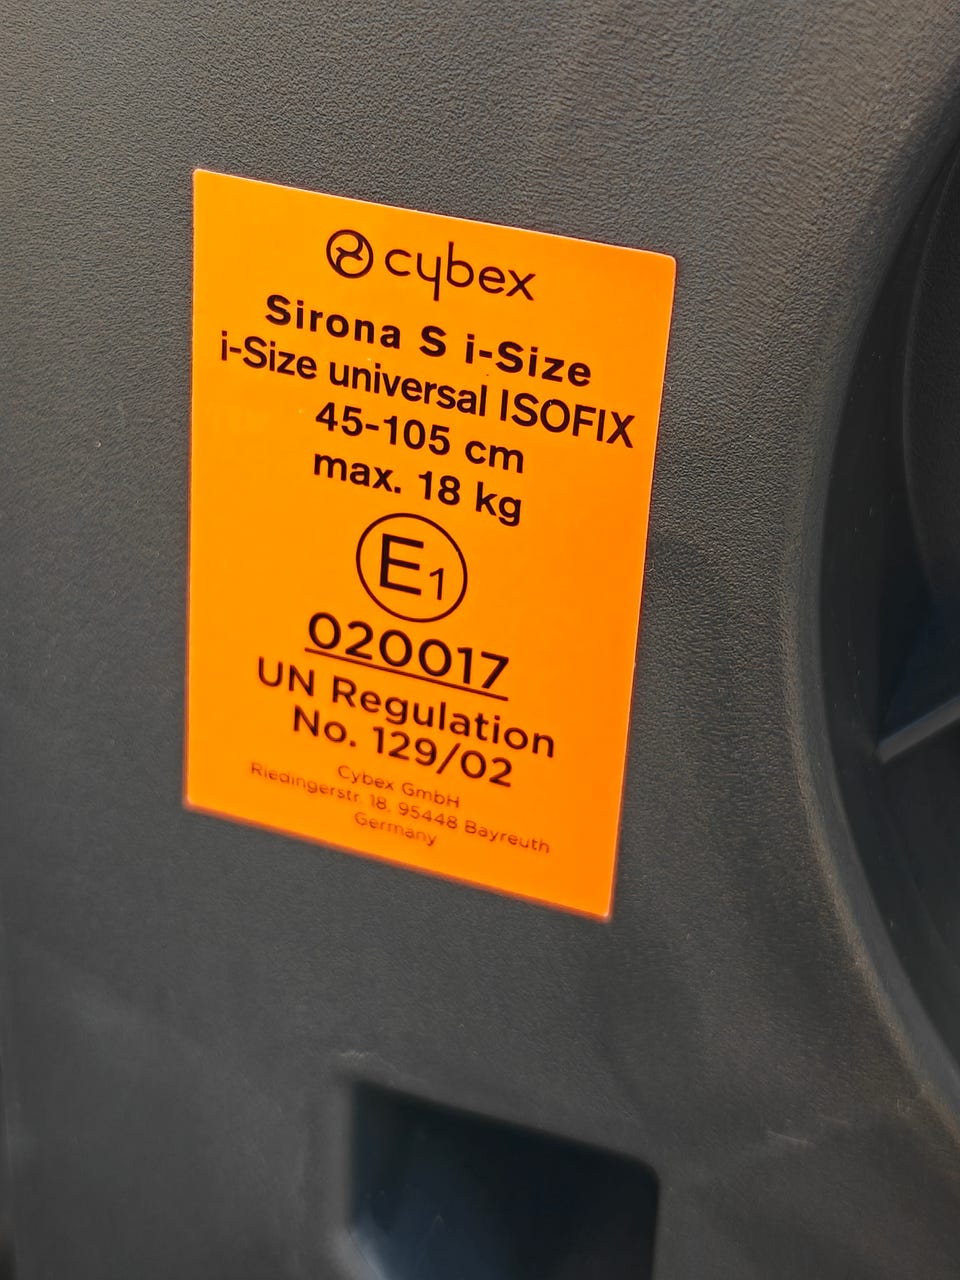 cybex
Sirona S i-Size
i-Size universal ISOFIX
45-105 cm
max. 18 kg
E1
020017
UN Regulation
No. 129/02
Cybex GmbH
Riedingerstr. 18, 95448 Bayreuth
Germany